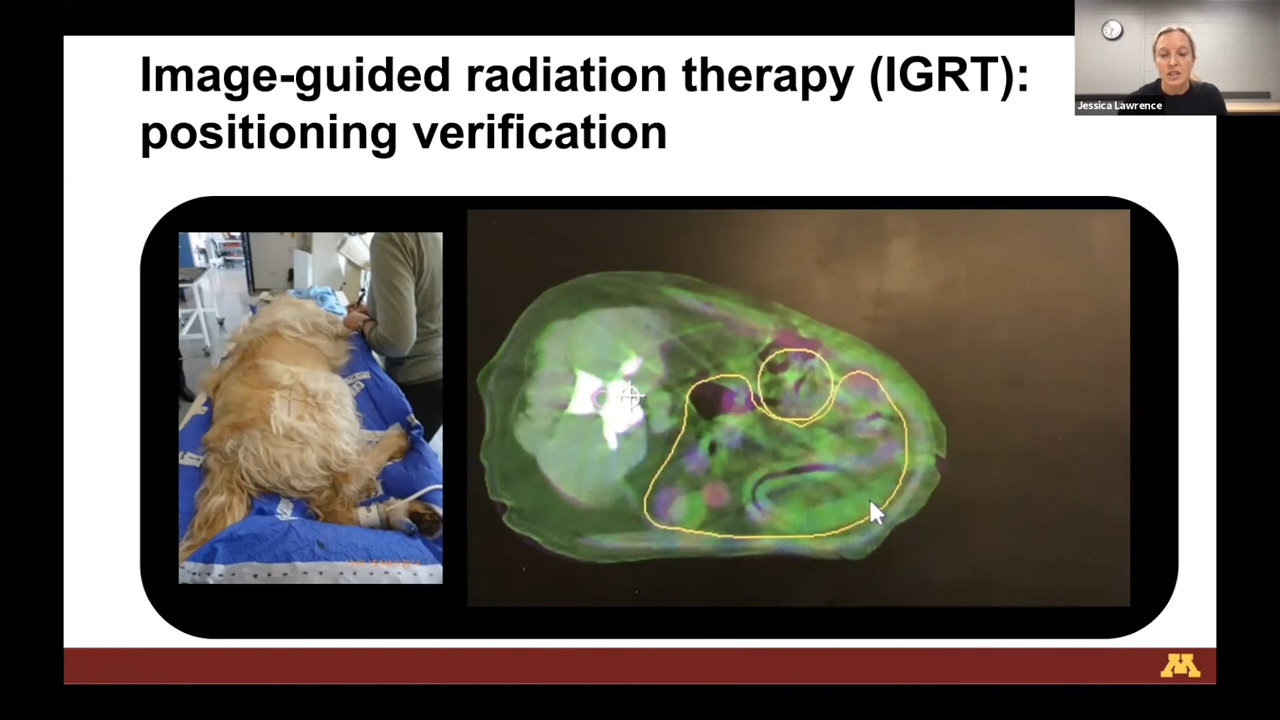 Image-guided radiation therapy (IGRT):
positioning verification
Jessica Lawrence
M